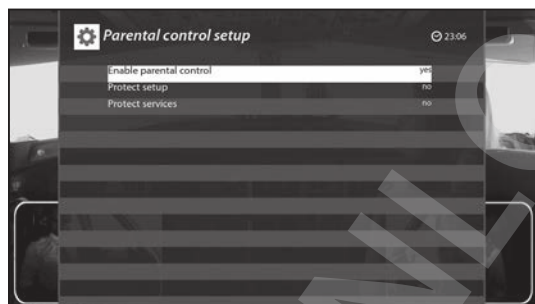 Parental control setup 23:06
Enable parental control yes
Protect setup no
Protect services no